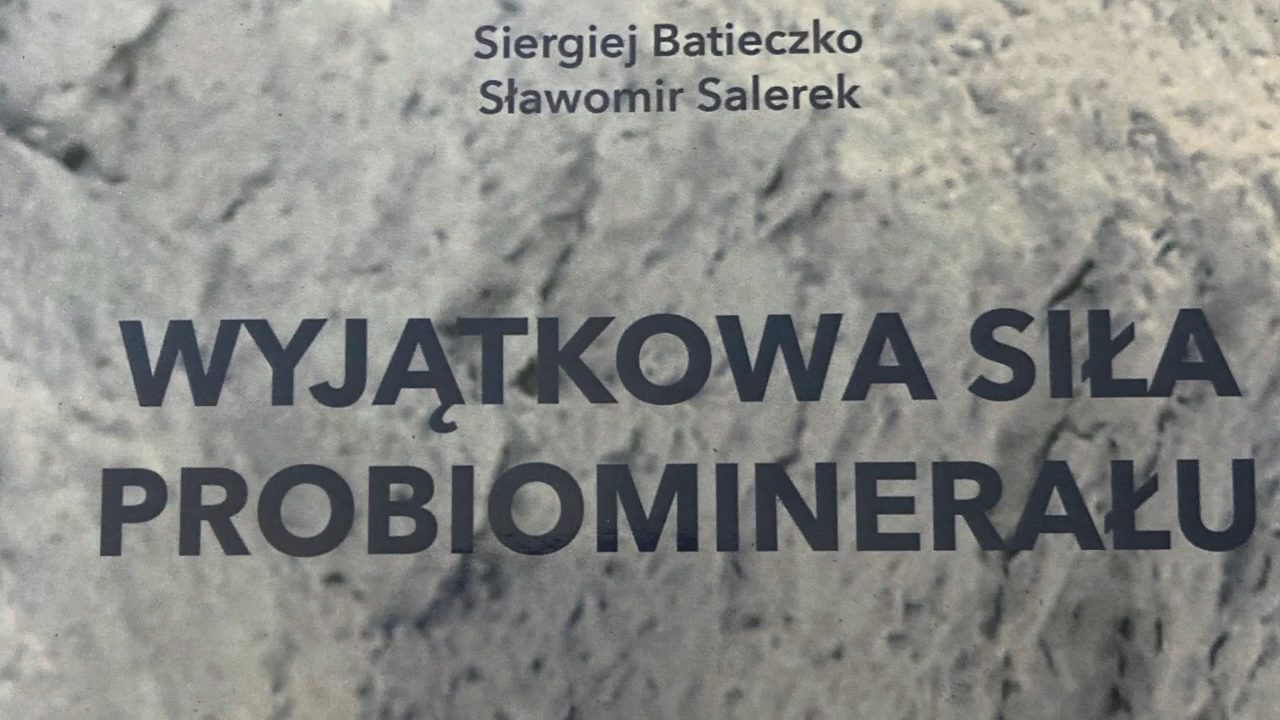 Siergiej Batieczko
Sławomir Salerek
WYJĄTKOWA SIŁA
PROBIOMINERAŁU